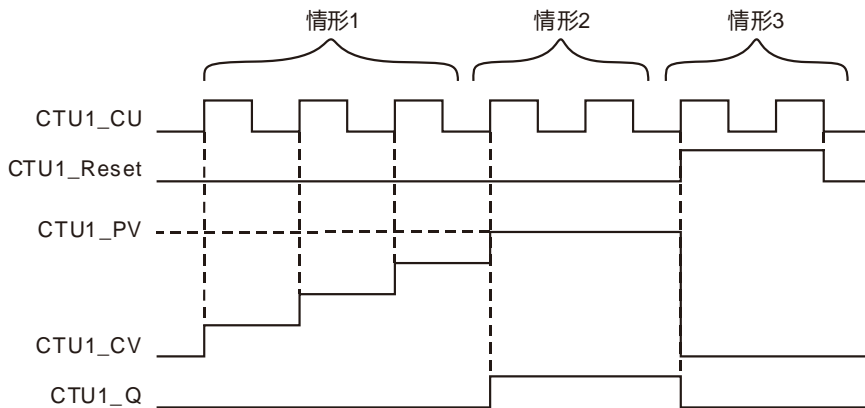 情形1
情形2
情形3
CTU1_CU
CTU1_Reset
CTU1_PV
CTU1_CV
CTU1_Q